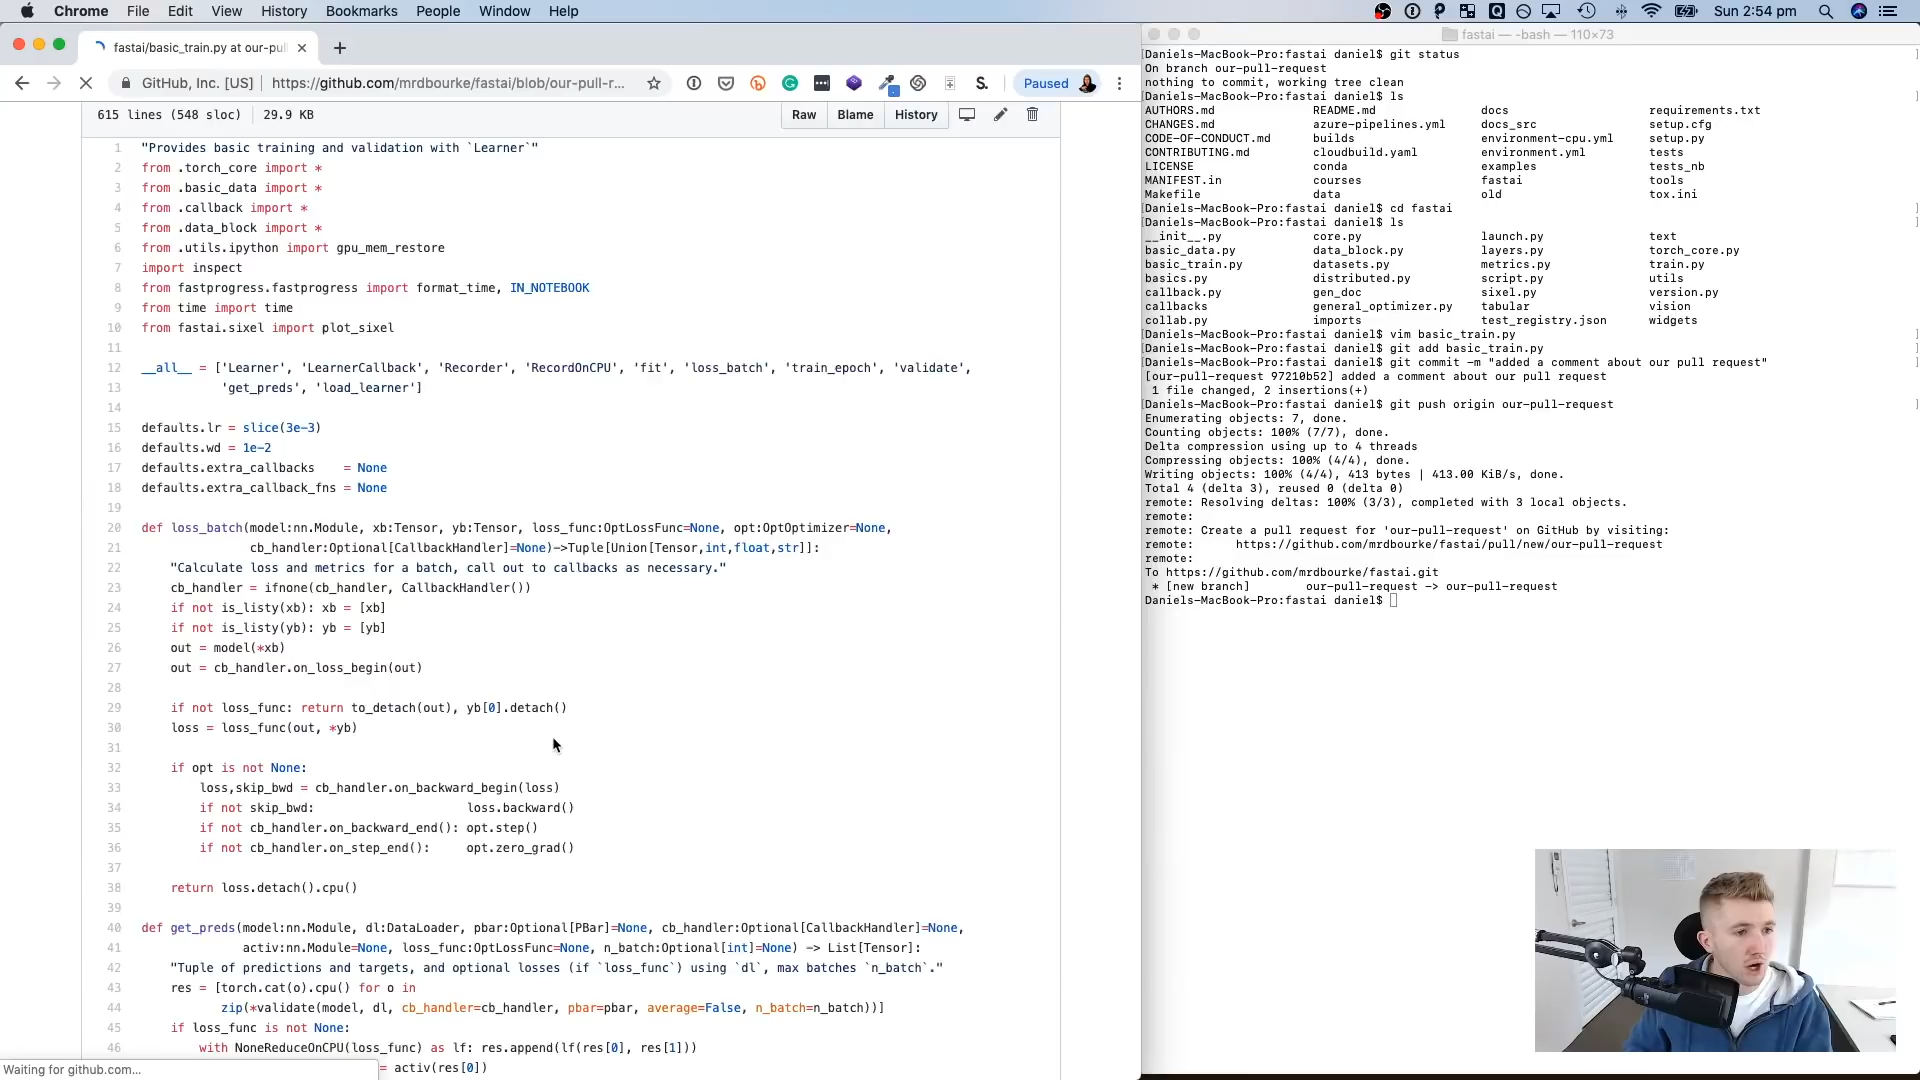 Chrome File Edit View History Bookmarks People Window Help
Sun 2:54 pm
fastai/basic_train.py at our-pul
GitHub, Inc. [US] | https://github.com/mrdbourke/fastai/blob/our-pull-r...
Paused
615 lines (548 sloc) | 29.9 KB
Raw Blame History
1 "Provides basic training and validation with `Learner`"
2 from .torch_core import *
3 from .basic_data import *
4 from .callback import *
5 from .data_block import *
6 from .utils.ipython import gpu_mem_restore
7 import inspect
8 from fastprogress.fastprogress import format_time, IN_NOTEBOOK
9 from time import time
10 from fastai.sixel import plot_sixel
11
12 __all__ = ['Learner', 'LearnerCallback', 'Recorder', 'RecordOnCPU', 'fit', 'loss_batch', 'train_epoch', 'validate',
13 'get_preds', 'load_learner']
14
15 defaults.lr = slice(3e-3)
16 defaults.wd = 1e-2
17 defaults.extra_callbacks = None
18 defaults.extra_callback_fns = None
19
20 def loss_batch(model:nn.Module, xb:Tensor, yb:Tensor, loss_func:OptLossFunc=None, opt:OptOptimizer=None,
21 cb_handler:Optional[CallbackHandler]=None)->Tuple[Union[Tensor,int,float,str]]:
22 "Calculate loss and metrics for a batch, call out to callbacks as necessary."
23 cb_handler = ifnone(cb_handler, CallbackHandler())
24 if not is_listy(xb): xb = [xb]
25 if not is_listy(yb): yb = [yb]
26 out = model(*xb)
27 out = cb_handler.on_loss_begin(out)
28
29 if not loss_func: return to_detach(out), yb[0].detach()
30 loss = loss_func(out, *yb)
31
32 if opt is not None:
33 loss,skip_bwd = cb_handler.on_backward_begin(loss)
34 if not skip_bwd: loss.backward()
35 if not cb_handler.on_backward_end(): opt.step()
36 if not cb_handler.on_step_end(): opt.zero_grad()
37
38 return loss.detach().cpu()
39
40 def get_preds(model:nn.Module, dl:DataLoader, pbar:Optional[PBar]=None, cb_handler:Optional[CallbackHandler]=None,
41 activ:nn.Module=None, loss_func:OptLossFunc=None, n_batch:Optional[int]=None) -> List[Tensor]:
42 "Tuple of predictions and targets, and optional losses (if `loss_func`) using `dl`, max batches `n_batch`."
43 res = [torch.cat(o).cpu() for o in
44 zip(*validate(model, dl, cb_handler=cb_handler, pbar=pbar, average=False, n_batch=n_batch))]
45 if loss_func is not None:
46 with NoneReduceOnCPU(loss_func) as lf: res.append(lf(res[0], res[1]))
= activ(res[0])
Waiting for github.com...
fastai — -bash — 110×73
[Daniels-MacBook-Pro:fastai daniel$ git status ]
On branch our-pull-request
nothing to commit, working tree clean
[Daniels-MacBook-Pro:fastai daniel$ ls ]
AUTHORS.md README.md docs requirements.txt
CHANGES.md azure-pipelines.yml docs_src setup.cfg
CODE-OF-CONDUCT.md builds environment-cpu.yml setup.py
CONTRIBUTING.md cloudbuild.yaml environment.yml tests
LICENSE conda examples tests_nb
MANIFEST.in courses fastai tools
Makefile data old tox.ini
[Daniels-MacBook-Pro:fastai daniel$ cd fastai ]
[Daniels-MacBook-Pro:fastai daniel$ ls ]
__init__.py core.py launch.py text
basic_data.py data_block.py layers.py torch_core.py
basic_train.py datasets.py metrics.py train.py
basics.py distributed.py script.py utils
callback.py gen_doc sixel.py version.py
callbacks general_optimizer.py tabular vision
collab.py imports test_registry.json widgets
[Daniels-MacBook-Pro:fastai daniel$ vim basic_train.py ]
[Daniels-MacBook-Pro:fastai daniel$ git add basic_train.py ]
[Daniels-MacBook-Pro:fastai daniel$ git commit -m "added a comment about our pull request" ]
[our-pull-request 97210b52] added a comment about our pull request
1 file changed, 2 insertions(+)
[Daniels-MacBook-Pro:fastai daniel$ git push origin our-pull-request ]
Enumerating objects: 7, done.
Counting objects: 100% (7/7), done.
Delta compression using up to 4 threads
Compressing objects: 100% (4/4), done.
Writing objects: 100% (4/4), 413 bytes | 413.00 KiB/s, done.
Total 4 (delta 3), reused 0 (delta 0)
remote: Resolving deltas: 100% (3/3), completed with 3 local objects.
remote:
remote: Create a pull request for 'our-pull-request' on GitHub by visiting:
remote: https://github.com/mrdbourke/fastai/pull/new/our-pull-request
remote:
To https://github.com/mrdbourke/fastai.git
* [new branch] our-pull-request -> our-pull-request
Daniels-MacBook-Pro:fastai daniel$